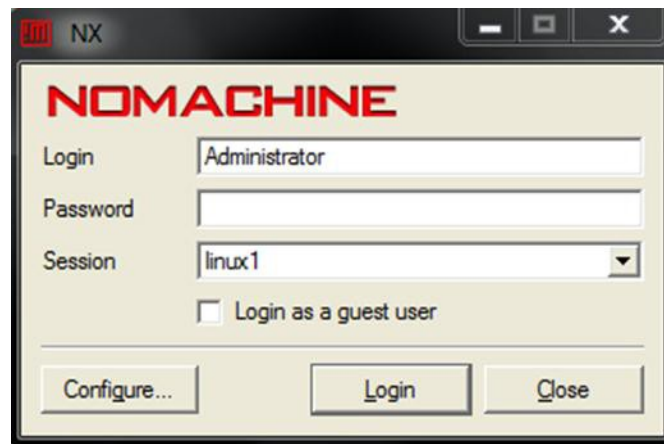 NX
NOMACHINE
Login Administrator
Password
Session linux1
Login as a guest user
Configure... Login Close